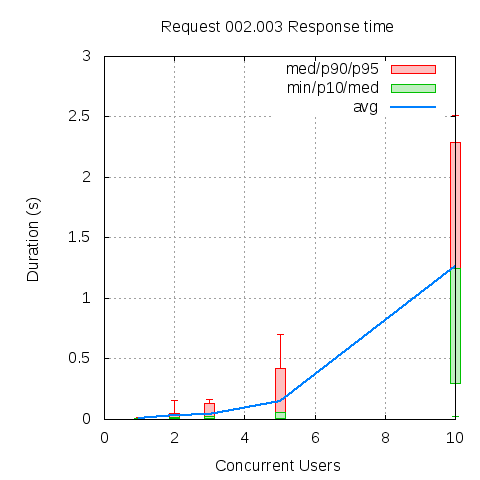 Request 002.003 Response time
3
2.5
2
1.5
1
0.5
0
0
2
4
6
8
10
med/p90/p95
min/p10/med
avg
Duration (s)
Concurrent Users